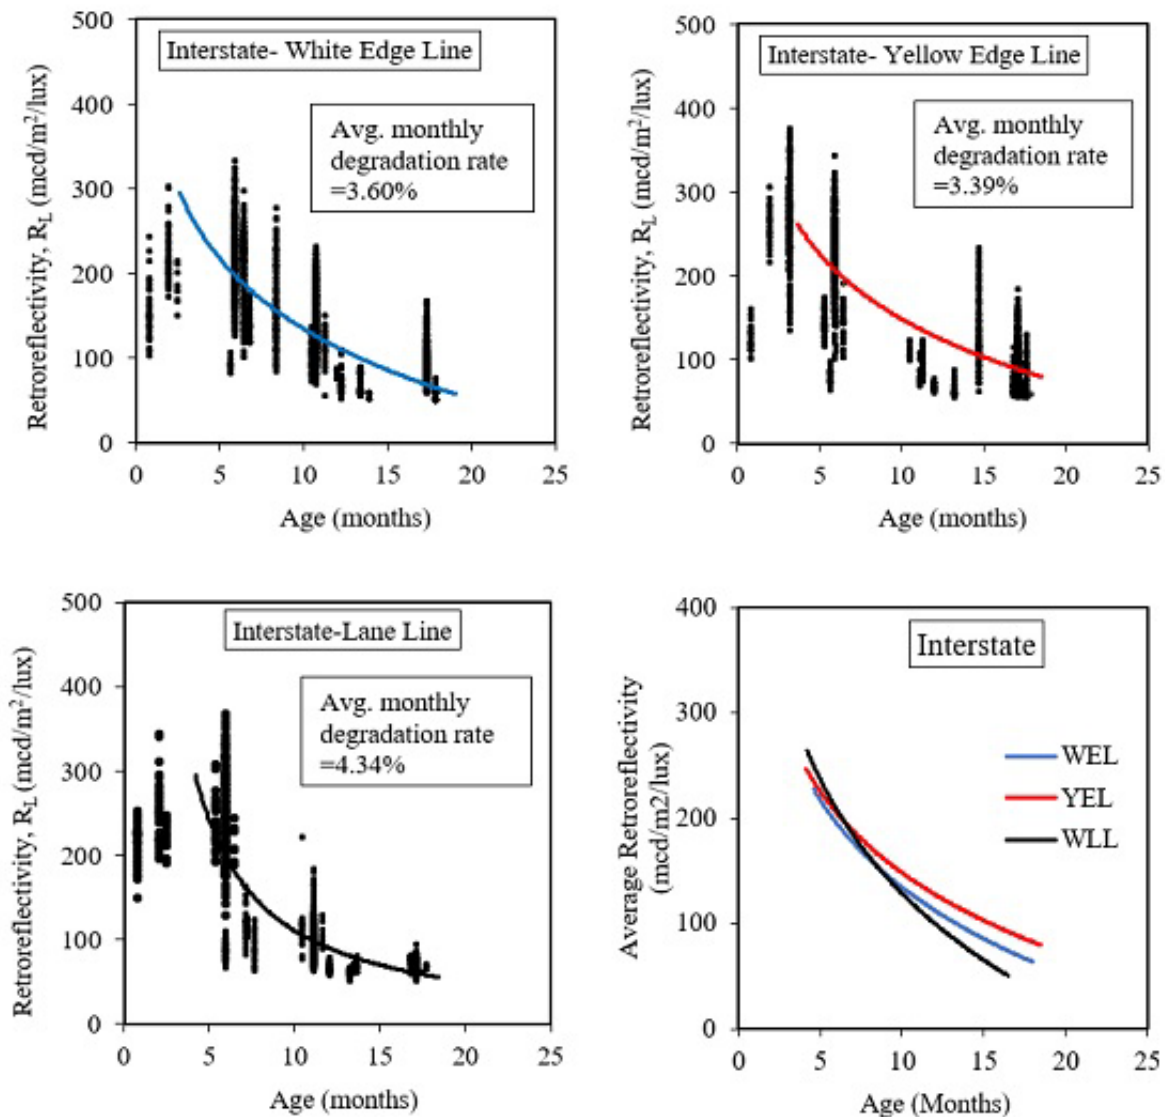 Interstate- White Edge Line
Avg. monthly
degradation rate
=3.60%
Retroreflectivity, R_L (mcd/m²/lux)
500
400
300
200
100
0
0 5 10 15 20 25
Age (months)
Interstate- Yellow Edge Line
Avg. monthly
degradation rate
=3.39%
Retroreflectivity, R_L (mcd/m²/lux)
500
400
300
200
100
0
0 5 10 15 20 25
Age (months)
Interstate-Lane Line
Avg. monthly
degradation rate
=4.34%
Retroreflectivity, R_L (mcd/m²/lux)
500
400
300
200
100
0
0 5 10 15 20 25
Age (months)
Interstate
WEL
YEL
WLL
Average Retroreflectivity
(mcd/m2/lux)
400
300
200
100
0
0 5 10 15 20 25
Age (Months)